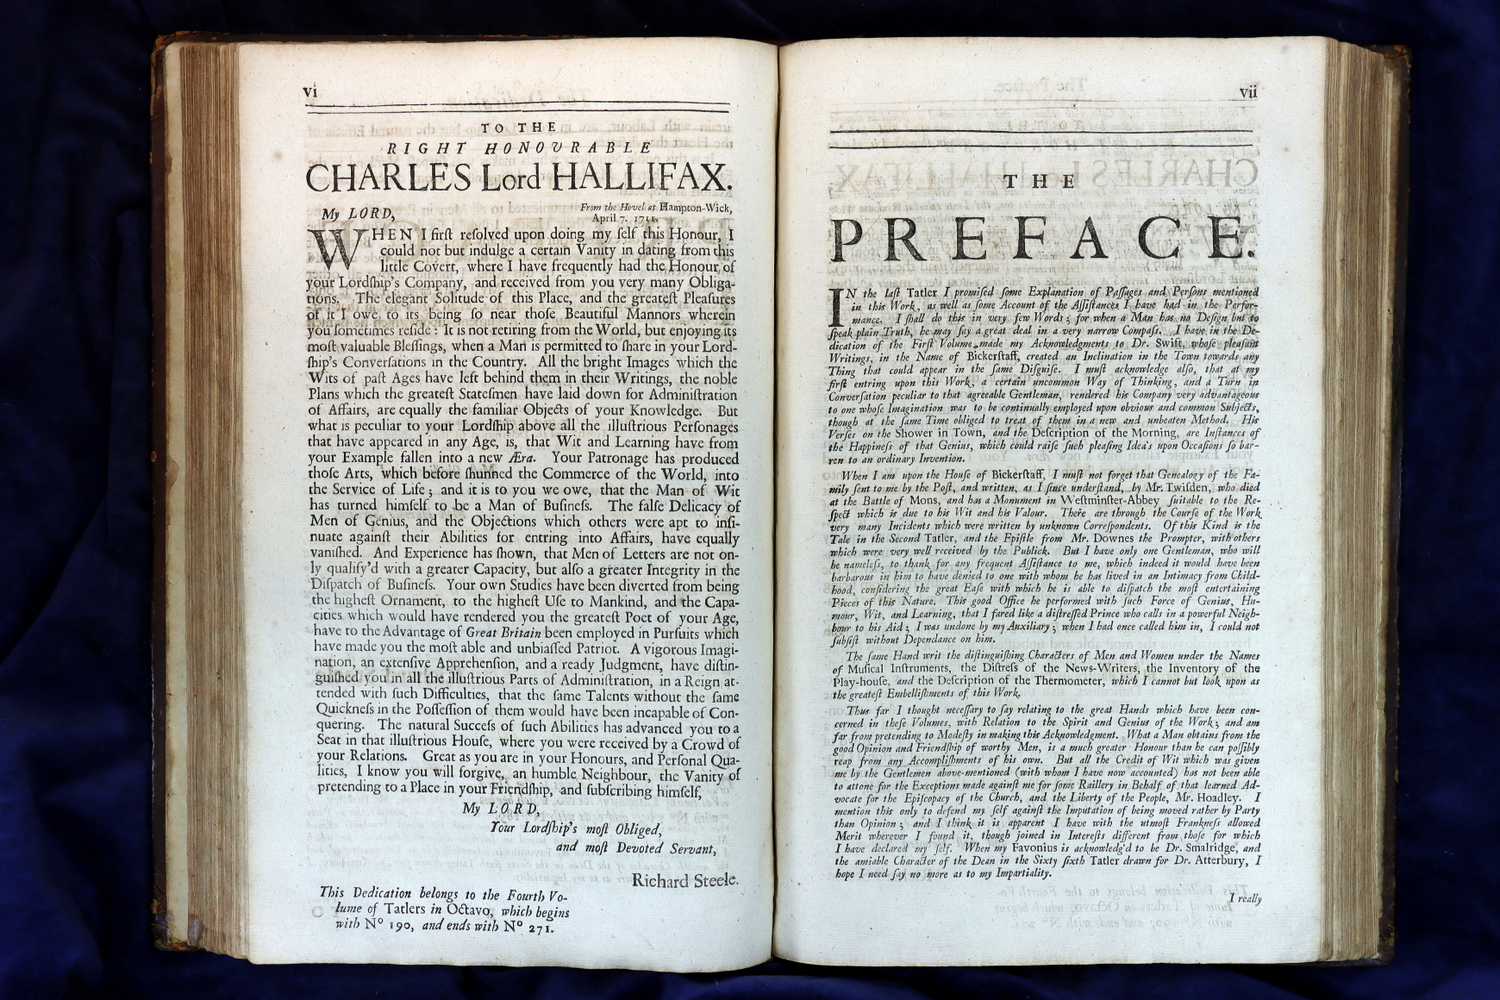 vi
TO THE
RIGHT HONOURABLE
CHARLES Lord HALLIFAX.
My LORD,
From the Hovel at Hampton-Wick,
April 7. 1711.
WHEN I firſt reſolved upon doing my ſelf this Honour, I
could not but indulge a certain Vanity in dating from this
little Covert, where I have frequently had the Honour of
your Lordſhip's Company, and received from you very many Obliga-
tions. The elegant Solitude of this Place, and the greateſt Pleaſures
of it I owe to its being ſo near thoſe Beautiful Mannors wherein
you ſometimes reſide: It is not retiring from the World, but enjoying its
moſt valuable Bleſſings, when a Man is permitted to ſhare in your Lord-
ſhip's Converſations in the Country. All the bright Images which the
Wits of paſt Ages have left behind them in their Writings, the noble
Plans which the greateſt Stateſmen have laid down for Adminiſtration
of Affairs, are equally the familiar Objects of your Knowledge. But
what is peculiar to your Lordſhip above all the illuſtrious Perſonages
that have appeared in any Age, is, that Wit and Learning have from
your Example fallen into a new Æra. Your Patronage has produced
thoſe Arts, which before ſhunned the Commerce of the World, into
the Service of Life; and it is to you we owe, that the Man of Wit
has turned himſelf to be a Man of Buſineſs. The falſe Delicacy of
Men of Genius, and the Objections which others were apt to inſi-
nuate againſt their Abilities for entring into Affairs, have equally
vaniſhed. And Experience has ſhown, that Men of Letters are not on-
ly qualify'd with a greater Capacity, but alſo a greater Integrity in the
Diſpatch of Buſineſs. Your own Studies have been diverted from being
the higheſt Ornament, to the higheſt Uſe to Mankind, and the Capa-
cities which would have rendered you the greateſt Poet of your Age,
have to the Advantage of Great Britain been employed in Purſuits which
have made you the moſt able and unbiaſſed Patriot. A vigorous Imagi-
nation, an extenſive Apprehenſion, and a ready Judgment, have diſtin-
guiſhed you in all the illuſtrious Parts of Adminiſtration, in a Reign at-
tended with ſuch Difficulties, that the ſame Talents without the ſame
Quickneſs in the Poſſeſſion of them would have been incapable of Con-
quering. The natural Succeſs of ſuch Abilities has advanced you to a
Seat in that illuſtrious Houſe, where you were received by a Crowd of
your Relations. Great as you are in your Honours, and Perſonal Qua-
lities, I know you will forgive, an humble Neighbour, the Vanity of
pretending to a Place in your Friendſhip, and ſubſcribing himſelf,
My LORD,
Your Lordſhip's moſt Obliged,
and moſt Devoted Servant,
Richard Steele.
This Dedication belongs to the Fourth Vo-
lume of Tatlers in Octavo, which begins
with Nº 190, and ends with Nº 271.
vii
THE
PREFACE.
IN the laſt Tatler I promiſed ſome Explanation of Paſſages and Perſons mentioned
in this Work, as well as ſome Account of the Aſſiſtances I have had in the Perfor-
mance. I ſhall do this in very few Words; for when a Man has no Deſign but to
ſpeak plain Truth, he may ſay a great deal in a very narrow Compaſs. I have in the De-
dication of the Firſt Volume made my Acknowledgments to Dr. Swift, whoſe pleaſant
Writings, in the Name of Bickerſtaff, created an Inclination in the Town towards any
Thing that could appear in the ſame Diſguiſe. I muſt acknowledge alſo, that at my
firſt entring upon this Work, a certain uncommon Way of Thinking, and a Turn in
Converſation peculiar to that agreeable Gentleman, rendered his Company very advantageous
to one whoſe Imagination was to be continually employed upon obvious and common Subjects,
though at the ſame Time obliged to treat of them in a new and unbeaten Method. His
Verſes on the Shower in Town, and the Deſcription of the Morning, are Inſtances of
the Happineſs of that Genius, which could raiſe ſuch pleaſing Idea's upon Occaſions ſo bar-
ren to an ordinary Invention.
When I am upon the Houſe of Bickerſtaff, I muſt not forget that Genealogy of the Fa-
mily ſent to me by the Poſt, and written, as I ſince underſtand, by Mr. Twiſden, who died
at the Battle of Mons, and has a Monument in Weſtminſter-Abbey ſuitable to the Re-
ſpect which is due to his Wit and his Valour. There are through the Courſe of the Work
very many Incidents which were written by unknown Correſpondents. Of this Kind is the
Tale in the Second Tatler, and the Epiſtle from Mr. Downes the Prompter, with others
which were very well received by the Publick. But I have only one Gentleman, who will
be nameleſs, to thank for any frequent Aſſiſtance to me, which indeed it would have been
barbarous in him to have denied to one with whom he has lived in an Intimacy from Child-
hood, conſidering the great Eaſe with which he is able to diſpatch the moſt entertaining
Pieces of this Nature. This good Office he performed with ſuch Force of Genius, Hu-
mour, Wit, and Learning, that I fared like a diſtreſſed Prince who calls in a powerful Neigh-
bour to his Aid; I was undone by my Auxiliary; when I had once called him in, I could not
ſubſiſt without Dependance on him.
The ſame Hand writ the diſtinguiſhing Characters of Men and Women under the Names
of Muſical Inſtruments, the Diſtreſs of the News-Writers, the Inventory of the
Play-houſe, and the Deſcription of the Thermometer, which I cannot but look upon as
the greateſt Embelliſhments of this Work.
Thus far I thought neceſſary to ſay relating to the great Hands which have been con-
cerned in theſe Volumes, with Relation to the Spirit and Genius of the Work; and am
far from pretending to Modeſty in making this Acknowledgment. What a Man obtains from the
good Opinion and Friendſhip of worthy Men, is a much greater Honour than he can poſſibly
reap from any Accompliſhments of his own. But all the Credit of Wit which was given
me by the Gentlemen above-mentioned (with whom I have now accounted) has not been able
to attone for the Exceptions made againſt me for ſome Raillery in Behalf of that learned Ad-
vocate for the Epiſcopacy of the Church, and the Liberty of the People, Mr. Hoadley. I
mention this only to defend my ſelf againſt the Imputation of being moved rather by Party
than Opinion; and I think it is apparent I have with the utmoſt Frankneſs allowed
Merit wherever I found it, though joined in Intereſts different from thoſe for which
I have declared my ſelf. When my Favonius is acknowledg'd to be Dr. Smalridge, and
the amiable Character of the Dean in the Sixty ſixth Tatler drawn for Dr. Atterbury, I
hope I need ſay no more as to my Impartiality.
I really